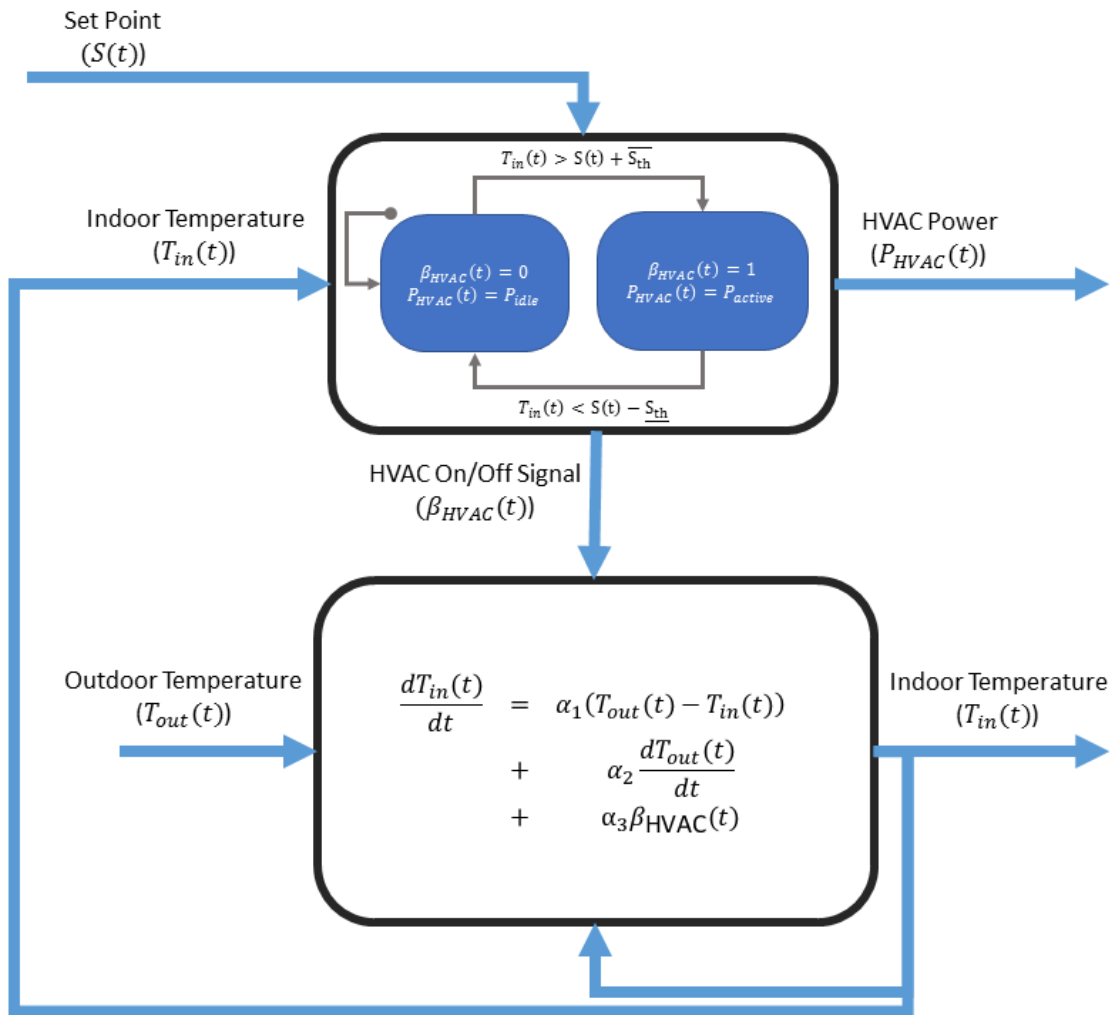 Set Point
(S(t))
T_in(t) > S(t) + \overline{S_th}
Indoor Temperature
(T_in(t))
HVAC Power
(P_HVAC(t))
β_HVAC(t) = 0
P_HVAC(t) = P_idle
β_HVAC(t) = 1
P_HVAC(t) = P_active
T_in(t) < S(t) − \underline{S_th}
HVAC On/Off Signal
(β_HVAC(t))
Outdoor Temperature
(T_out(t))
dT_in(t)/dt = α_1(T_out(t) − T_in(t))
+ α_2 dT_out(t)/dt
+ α_3β_HVAC(t)
Indoor Temperature
(T_in(t))